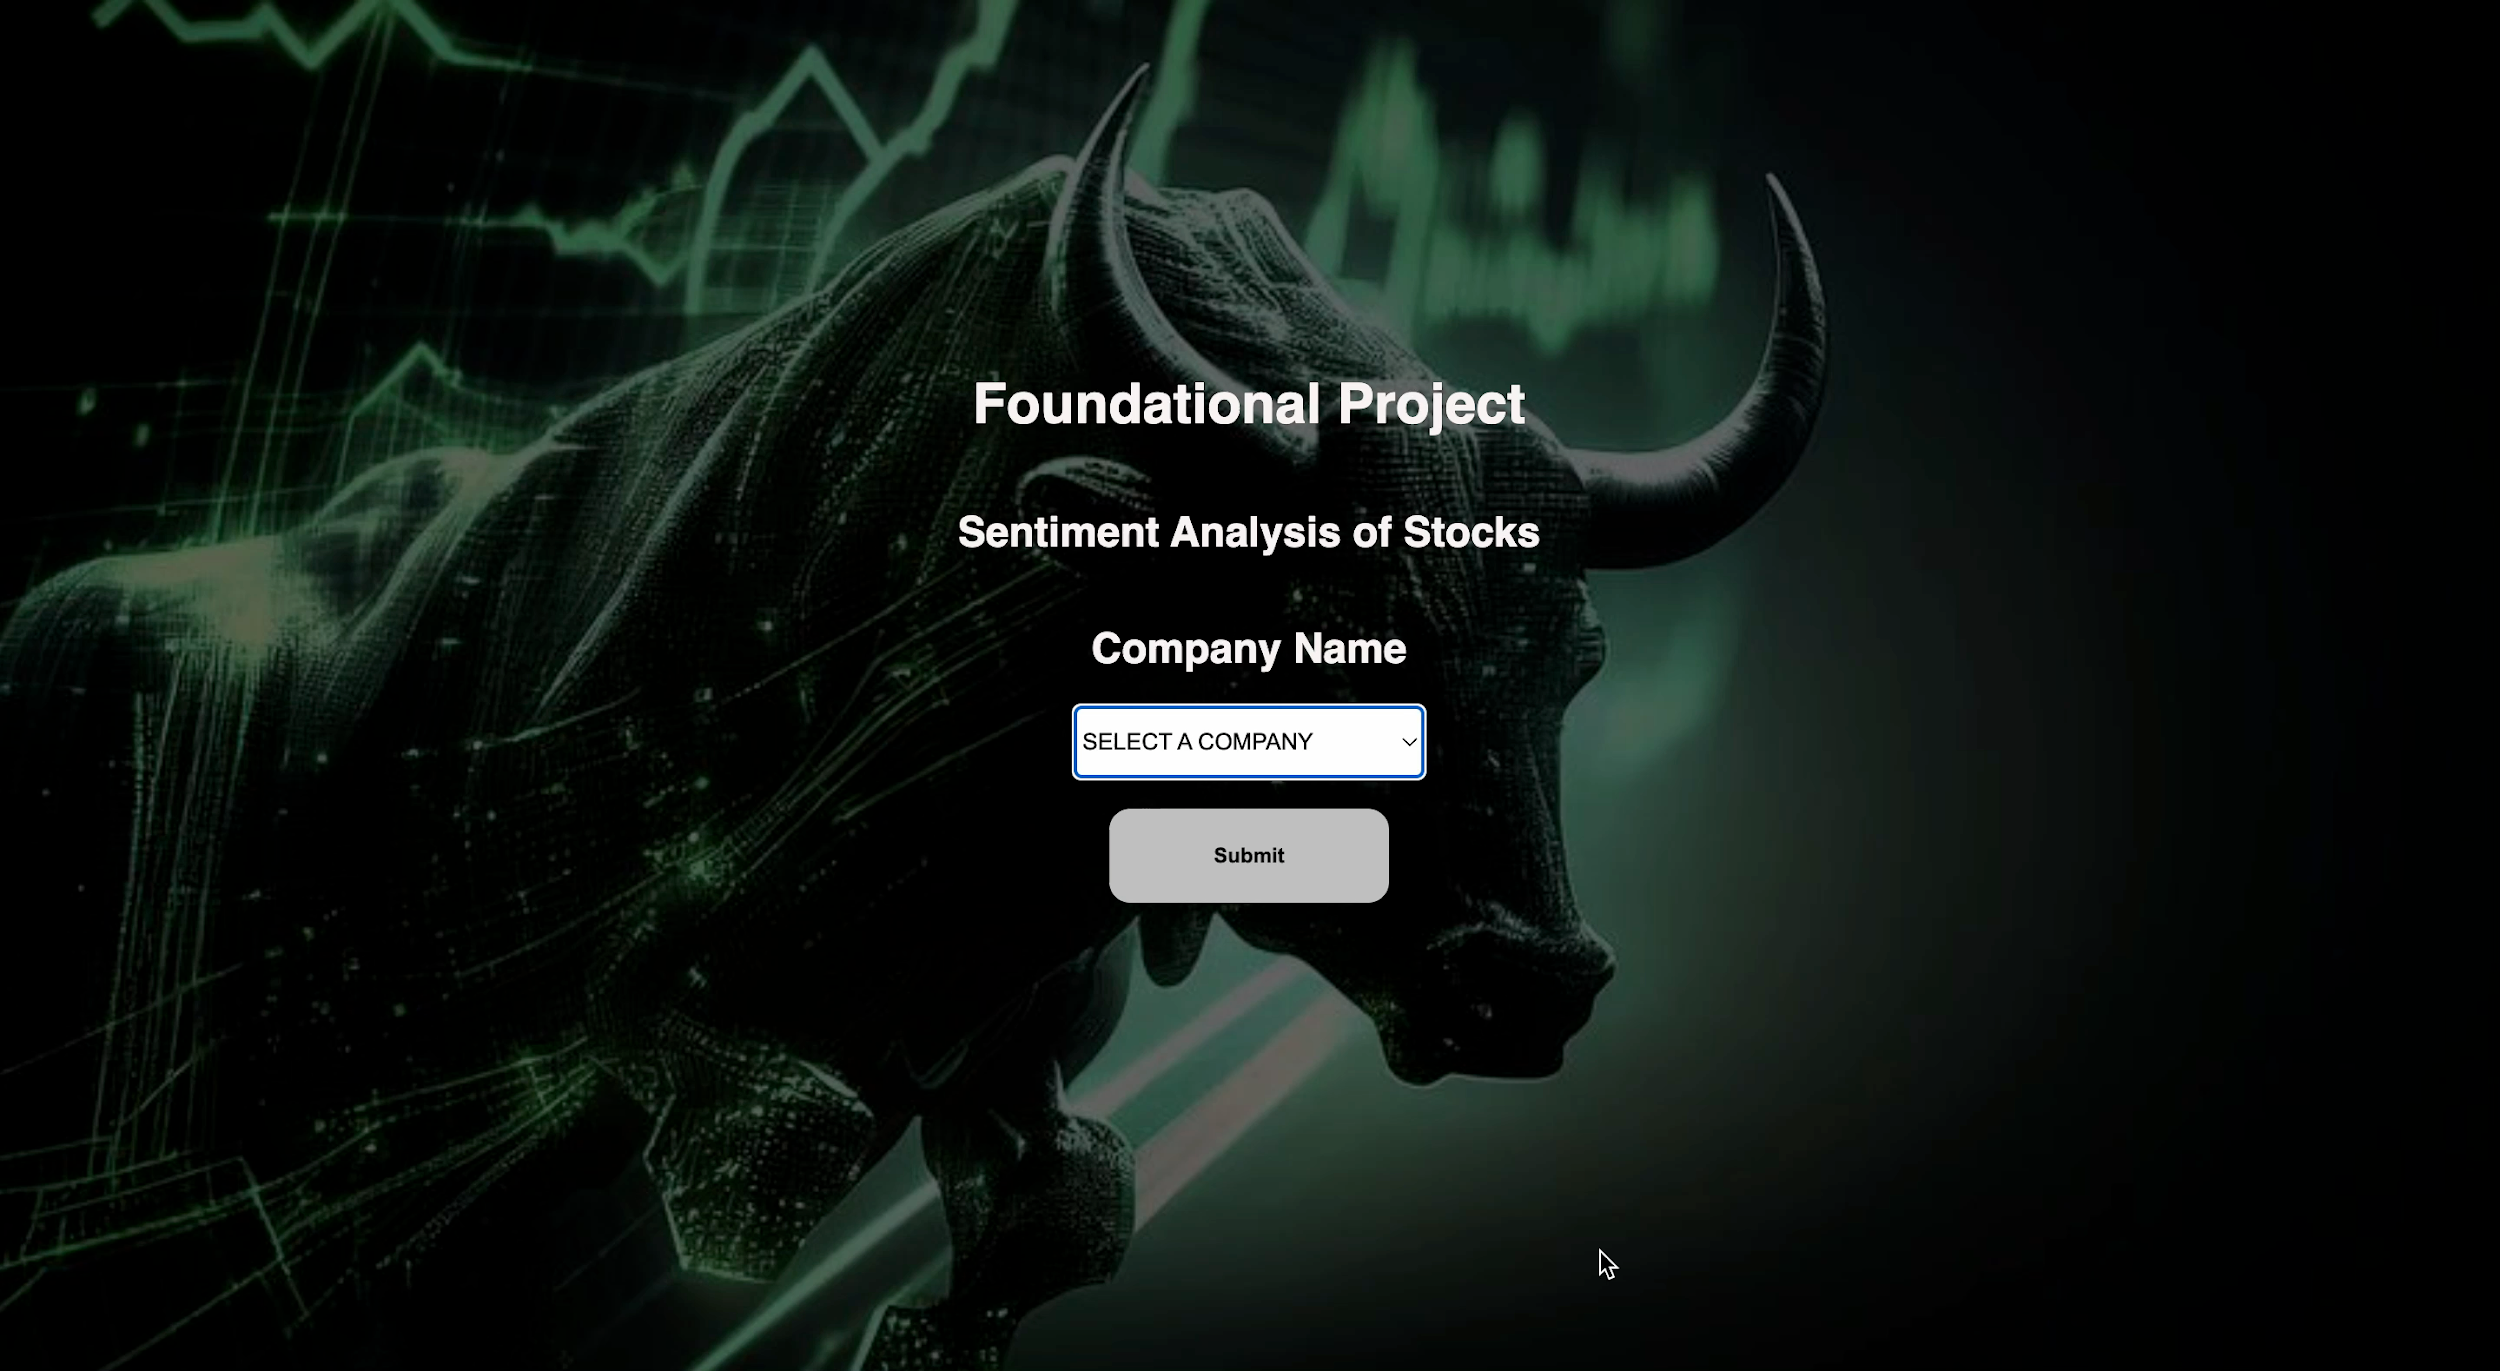 Foundational Project
Sentiment Analysis of Stocks
Company Name
SELECT A COMPANY
Submit